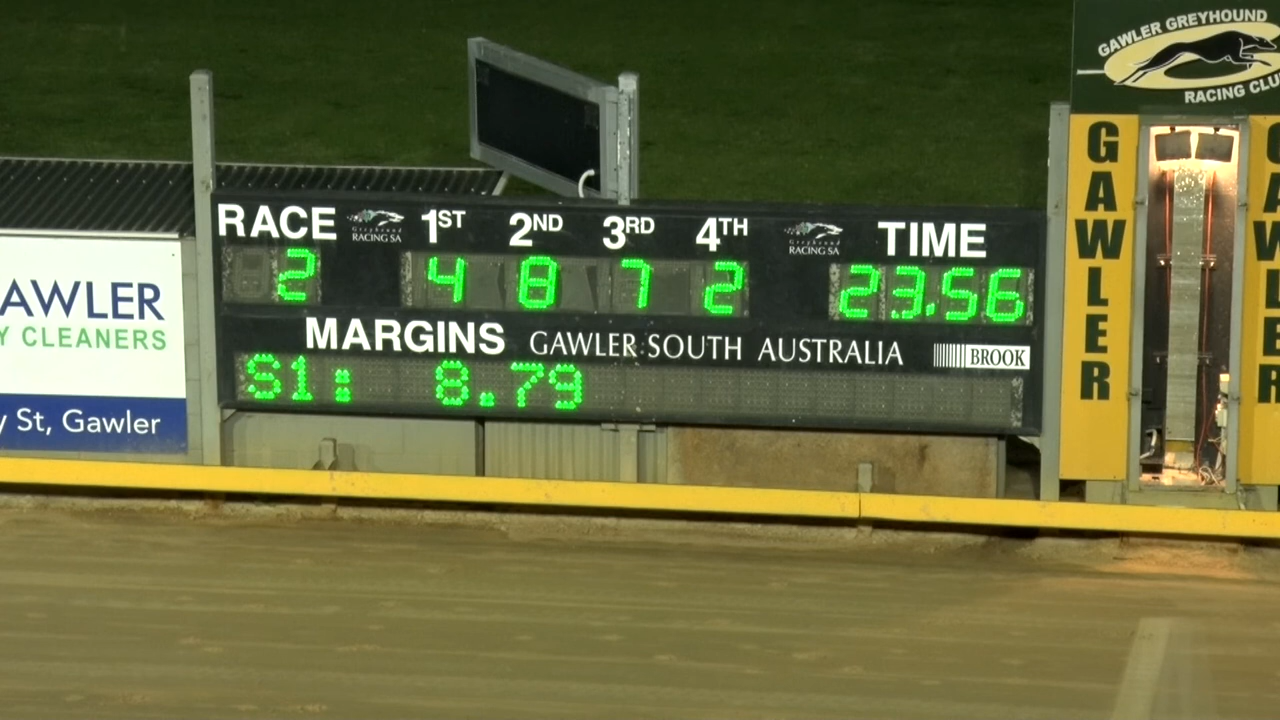 GAWLER GREYHOUND
RACING CLU
RACE 1ST 2ND 3RD 4TH TIME
Greyhound RACING SA
Greyhound RACING SA
2 4 8 7 2 23.56
MARGINS GAWLER SOUTH AUSTRALIA BROOK
S1: 8.79
AWLER
Y CLEANERS
y St, Gawler
GAWLER
GAWLER